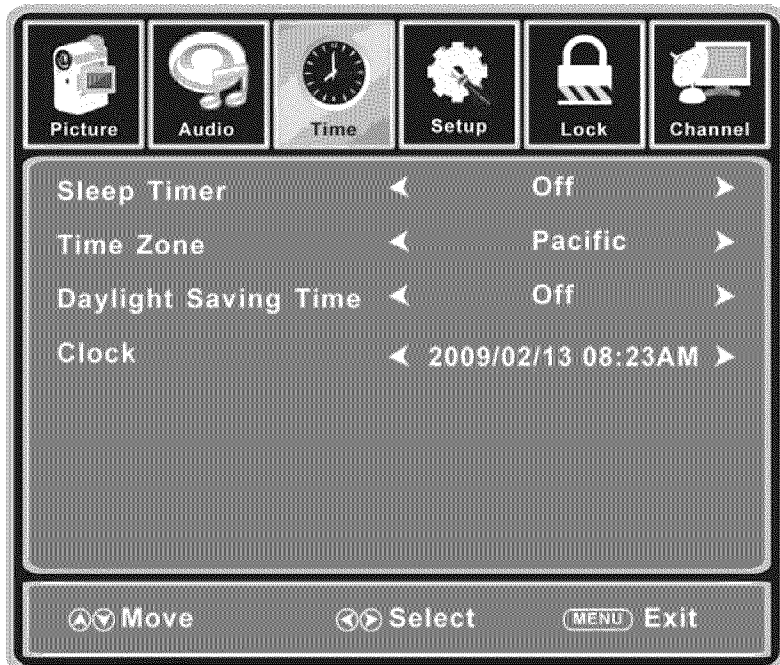 Picture Audio Time Setup Lock Channel
Sleep Timer Off
Time Zone Pacific
Daylight Saving Time Off
Clock 2009/02/13 08:23AM
Move Select MENU Exit